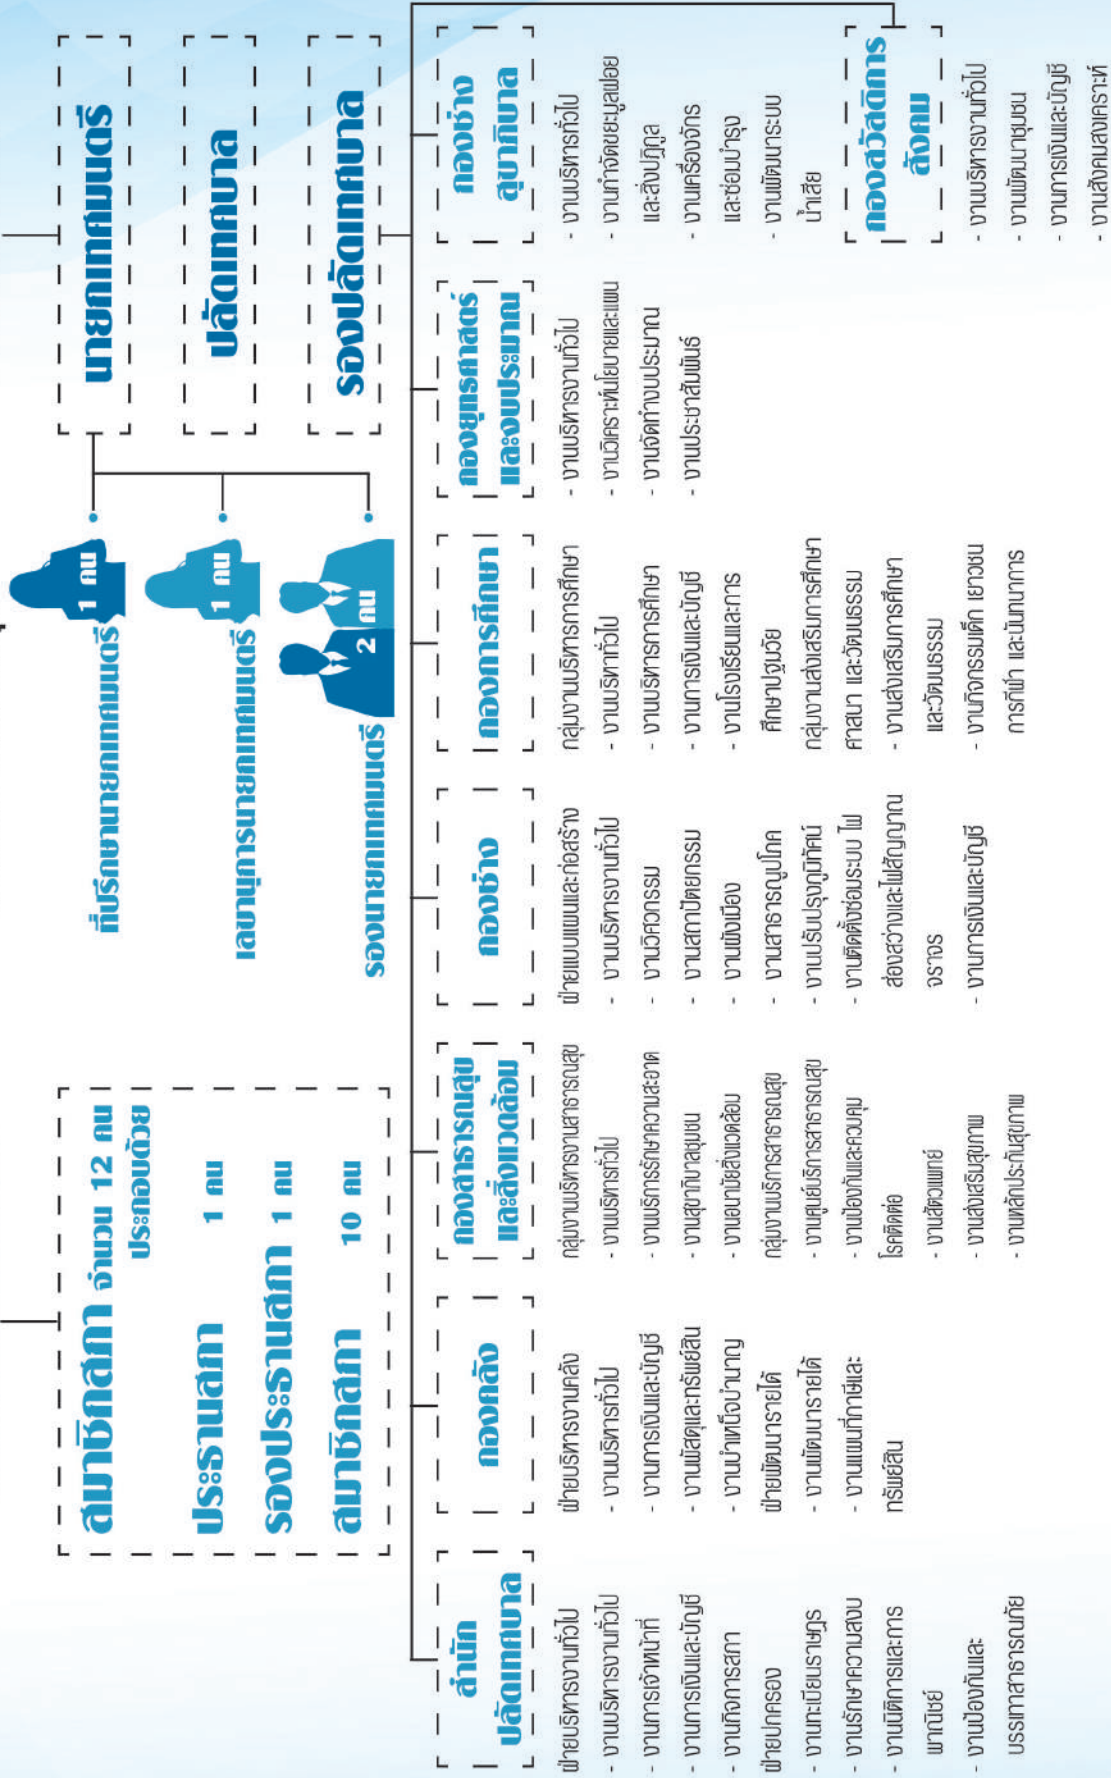 สมาชิกสภา จำนวน 12 คน
ประกอบด้วย
ประธานสภา 1 คน
รองประธานสภา 1 คน
สมาชิกสภา 10 คน
ที่ปรึกษานายกเทศมนตรี
1 คน
เลขานุการนายกเทศมนตรี
1 คน
รองนายกเทศมนตรี
2 คน
นายกเทศมนตรี
ปลัดเทศบาล
รองปลัดเทศบาล
สำนัก
ปลัดเทศบาล
ฝ่ายบริหารงานทั่วไป
- งานบริหารงานทั่วไป
- งานการเจ้าหน้าที่
- งานการเงินและบัญชี
- งานกิจการสภา
ฝ่ายปกครอง
- งานทะเบียนราษฎร
- งานรักษาความสงบ
- งานนิติการและการ
พาณิชย์
- งานป้องกันและ
บรรเทาสาธารณภัย
กองคลัง
ฝ่ายบริหารงานคลัง
- งานบริหารทั่วไป
- งานการเงินและบัญชี
- งานพัสดุและทรัพย์สิน
- งานบำเหน็จบำนาญ
ฝ่ายพัฒนารายได้
- งานพัฒนารายได้
- งานแผนที่ภาษีและ
ทรัพย์สิน
กองสาธารณสุข
และสิ่งแวดล้อม
กลุ่มงานบริหารงานสาธารณสุข
- งานบริหารทั่วไป
- งานบริการรักษาความสะอาด
- งานสุขาภิบาลชุมชน
- งานอนามัยสิ่งแวดล้อม
กลุ่มงานบริการสาธารณสุข
- งานศูนย์บริการสาธารณสุข
- งานป้องกันและควบคุม
โรคติดต่อ
- งานสัตวแพทย์
- งานส่งเสริมสุขภาพ
- งานหลักประกันสุขภาพ
กองช่าง
ฝ่ายแบบแผนและก่อสร้าง
- งานบริหารงานทั่วไป
- งานวิศวกรรม
- งานสถาปัตยกรรม
- งานผังเมือง
- งานสาธารณูปโภค
- งานปรับปรุงภูมิทัศน์
- งานติดตั้งซ่อมระบบ ไฟ
ส่องสว่างและไฟสัญญาณ
จราจร
- งานการเงินและบัญชี
กองการศึกษา
กลุ่มงานบริหารการศึกษา
- งานบริหาทั่วไป
- งานบริหารการศึกษา
- งานการเงินและบัญชี
- งานโรงเรียนและการ
ศึกษาปฐมวัย
กลุ่มงานส่งเสริมการศึกษา
ศาสนา และวัฒนธรรม
- งานส่งเสริมการศึกษา
และวัฒนธรรม
- งานกิจกรรมเด็ก เยาวชน
การกีฬา และนันทนาการ
กองยุทธศาสตร์
และงบประมาณ
- งานบริหารงานทั่วไป
- งานวิเคราะห์นโยบายและแผน
- งานจัดทำงบประมาณ
- งานประชาสัมพันธ์
กองช่าง
สุขาภิบาล
- งานบริหารทั่วไป
- งานกำจัดขยะมูลฝอย
และสิ่งปฏิกูล
- งานเครื่องจักร
และซ่อมบำรุง
- งานพัฒนาระบบ
น้ำเสีย
กองสวัสดิการ
สังคม
- งานบริหารงานทั่วไป
- งานพัฒนาชุมชน
- งานการเงินและบัญชี
- งานสังคมสงเคราะห์